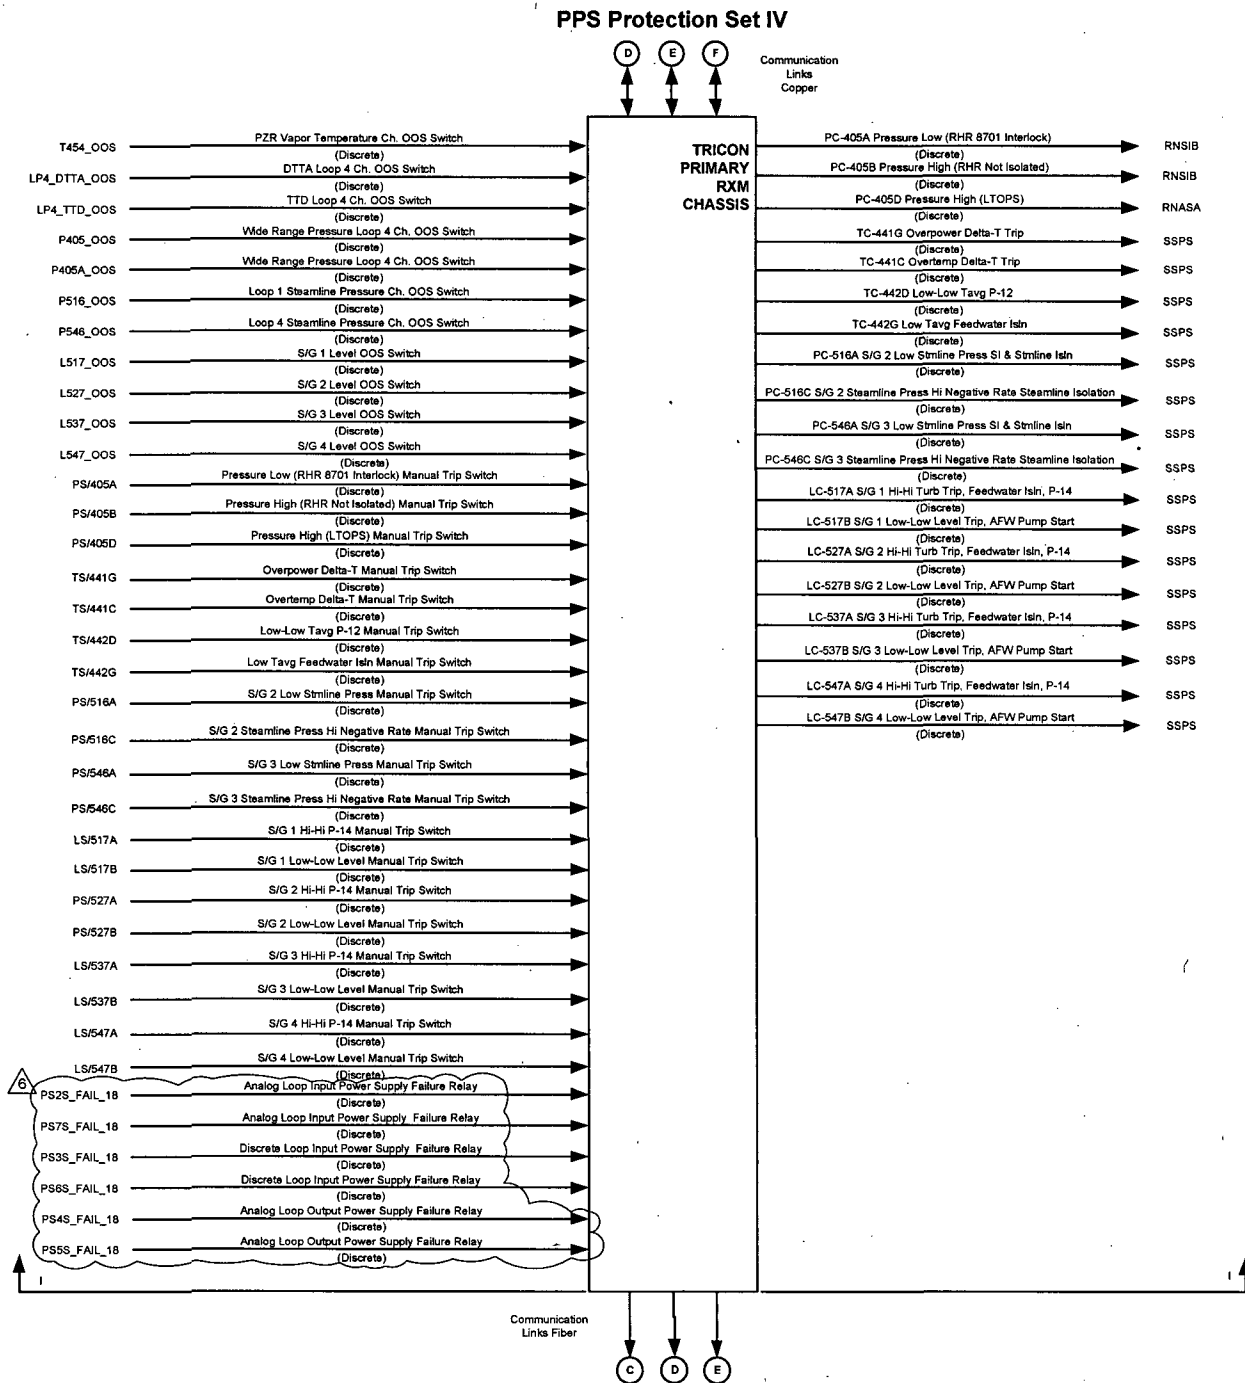 PPS Protection Set IV
D E F
Communication
Links
Copper
TRICON
PRIMARY
RXM
CHASSIS
T454_OOS PZR Vapor Temperature Ch. OOS Switch
(Discrete)
LP4_DTTA_OOS DTTA Loop 4 Ch. OOS Switch
(Discrete)
LP4_TTD_OOS TTD Loop 4 Ch. OOS Switch
(Discrete)
P405_OOS Wide Range Pressure Loop 4 Ch. OOS Switch
(Discrete)
P405A_OOS Wide Range Pressure Loop 4 Ch. OOS Switch
(Discrete)
P516_OOS Loop 1 Steamline Pressure Ch. OOS Switch
(Discrete)
P546_OOS Loop 4 Steamline Pressure Ch. OOS Switch
(Discrete)
L517_OOS S/G 1 Level OOS Switch
(Discrete)
L527_OOS S/G 2 Level OOS Switch
(Discrete)
L537_OOS S/G 3 Level OOS Switch
(Discrete)
L547_OOS S/G 4 Level OOS Switch
(Discrete)
PS/405A Pressure Low (RHR 8701 Interlock) Manual Trip Switch
(Discrete)
PS/405B Pressure High (RHR Not Isolated) Manual Trip Switch
(Discrete)
PS/405D Pressure High (LTOPS) Manual Trip Switch
(Discrete)
TS/441G Overpower Delta-T Manual Trip Switch
(Discrete)
TS/441C Overtemp Delta-T Manual Trip Switch
(Discrete)
TS/442D Low-Low Tavg P-12 Manual Trip Switch
(Discrete)
TS/442G Low Tavg Feedwater Isln Manual Trip Switch
(Discrete)
PS/516A S/G 2 Low Stmline Press Manual Trip Switch
(Discrete)
PS/516C S/G 2 Steamline Press Hi Negative Rate Manual Trip Switch
(Discrete)
PS/546A S/G 3 Low Stmline Press Manual Trip Switch
(Discrete)
PS/546C S/G 3 Steamline Press Hi Negative Rate Manual Trip Switch
(Discrete)
LS/517A S/G 1 Hi-Hi P-14 Manual Trip Switch
(Discrete)
LS/517B S/G 1 Low-Low Level Manual Trip Switch
(Discrete)
PS/527A S/G 2 Hi-Hi P-14 Manual Trip Switch
(Discrete)
PS/527B S/G 2 Low-Low Level Manual Trip Switch
(Discrete)
LS/537A S/G 3 Hi-Hi P-14 Manual Trip Switch
(Discrete)
LS/537B S/G 3 Low-Low Level Manual Trip Switch
(Discrete)
LS/547A S/G 4 Hi-Hi P-14 Manual Trip Switch
(Discrete)
LS/547B S/G 4 Low-Low Level Manual Trip Switch
(Discrete)
6
PS2S_FAIL_18 Analog Loop Input Power Supply Failure Relay
(Discrete)
PS7S_FAIL_18 Analog Loop Input Power Supply Failure Relay
(Discrete)
PS3S_FAIL_18 Discrete Loop Input Power Supply Failure Relay
(Discrete)
PS6S_FAIL_18 Discrete Loop Input Power Supply Failure Relay
(Discrete)
PS4S_FAIL_18 Analog Loop Output Power Supply Failure Relay
(Discrete)
PS5S_FAIL_18 Analog Loop Output Power Supply Failure Relay
(Discrete)
PC-405A Pressure Low (RHR 8701 Interlock) RNSIB
(Discrete)
PC-405B Pressure High (RHR Not Isolated) RNSIB
(Discrete)
PC-405D Pressure High (LTOPS) RNASA
(Discrete)
TC-441G Overpower Delta-T Trip SSPS
(Discrete)
TC-441C Overtemp Delta-T Trip SSPS
(Discrete)
TC-442D Low-Low Tavg P-12 SSPS
(Discrete)
TC-442G Low Tavg Feedwater Isln SSPS
(Discrete)
PC-516A S/G 2 Low Stmline Press SI & Stmline Isln SSPS
(Discrete)
PC-516C S/G 2 Steamline Press Hi Negative Rate Steamline Isolation SSPS
(Discrete)
PC-546A S/G 3 Low Stmline Press SI & Stmline Isln SSPS
(Discrete)
PC-546C S/G 3 Steamline Press Hi Negative Rate Steamline Isolation SSPS
(Discrete)
LC-517A S/G 1 Hi-Hi Turb Trip, Feedwater Isln, P-14 SSPS
(Discrete)
LC-517B S/G 1 Low-Low Level Trip, AFW Pump Start SSPS
(Discrete)
LC-527A S/G 2 Hi-Hi Turb Trip, Feedwater Isln, P-14 SSPS
(Discrete)
LC-527B S/G 2 Low-Low Level Trip, AFW Pump Start SSPS
(Discrete)
LC-537A S/G 3 Hi-Hi Turb Trip, Feedwater Isln, P-14 SSPS
(Discrete)
LC-537B S/G 3 Low-Low Level Trip, AFW Pump Start SSPS
(Discrete)
LC-547A S/G 4 Hi-Hi Turb Trip, Feedwater Isln, P-14 SSPS
(Discrete)
LC-547B S/G 4 Low-Low Level Trip, AFW Pump Start SSPS
(Discrete)
I I
Communication
Links Fiber
C D E